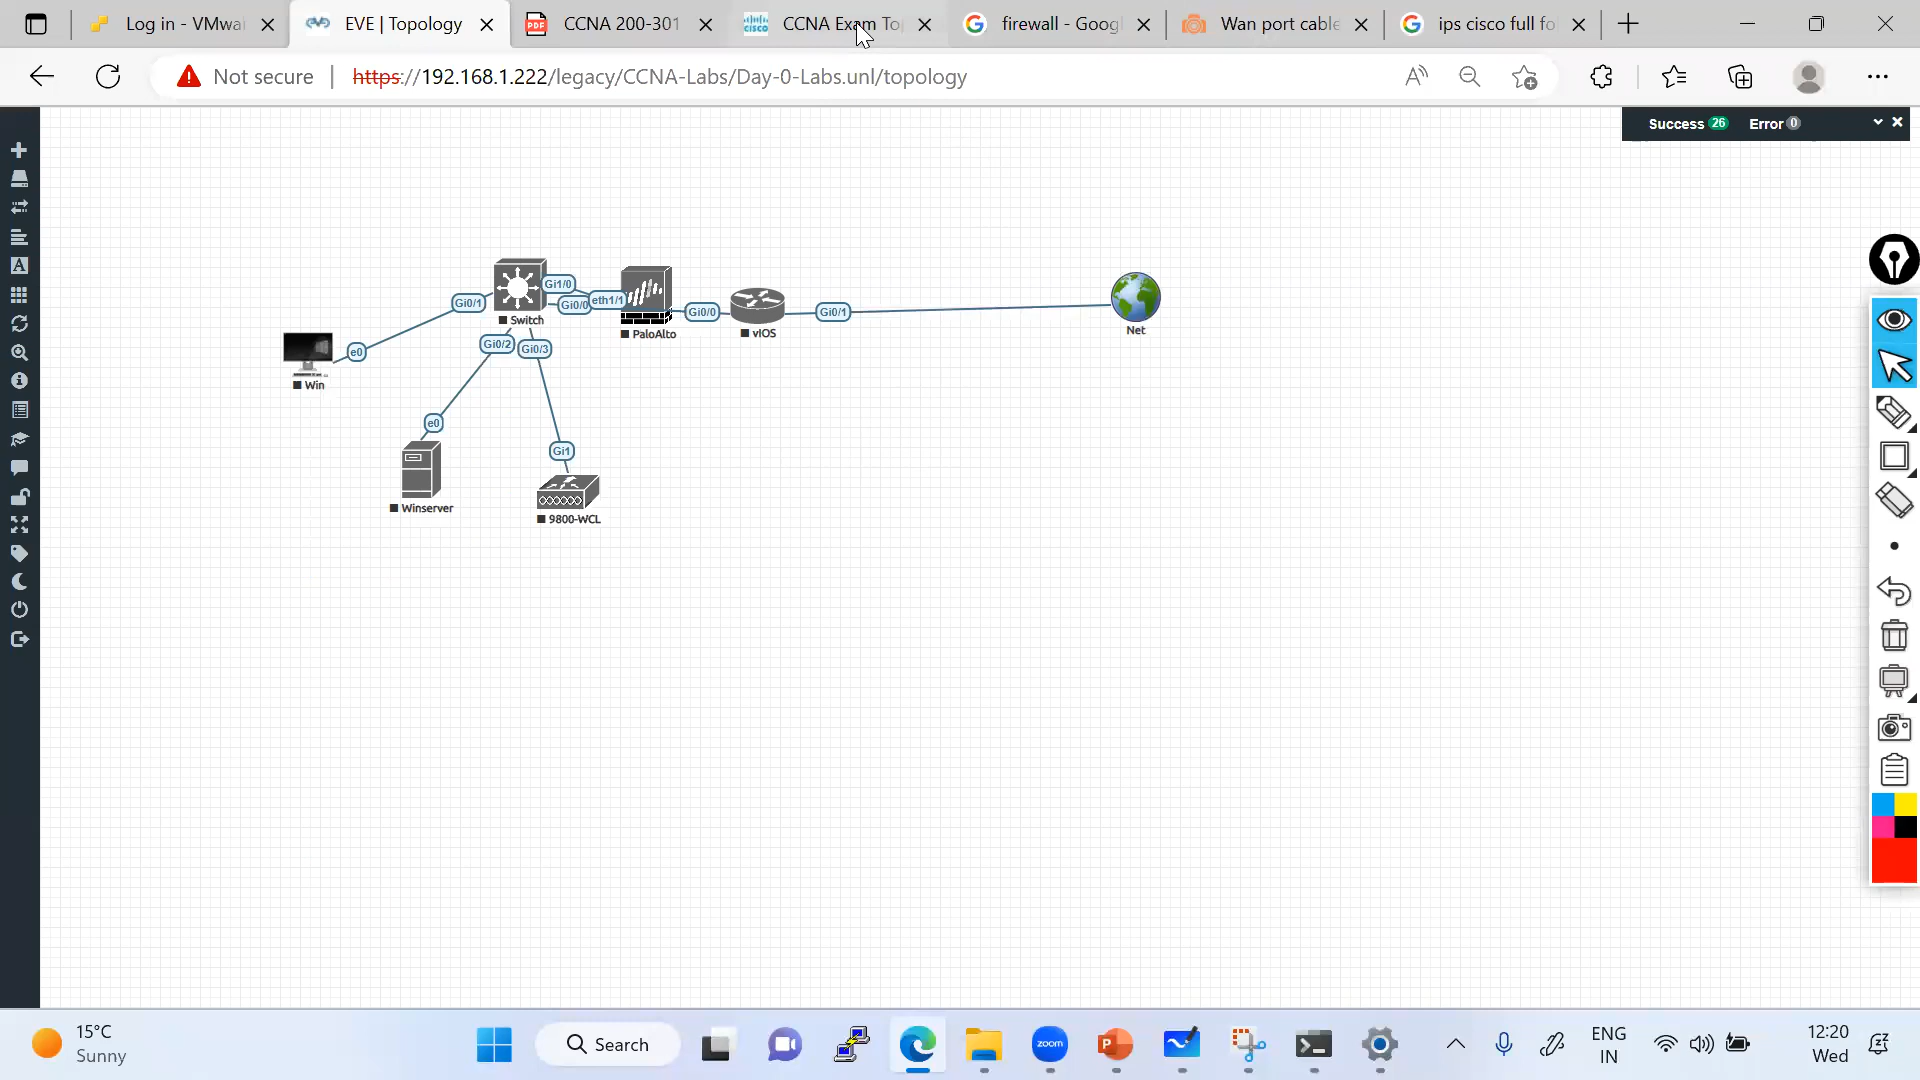 Log in - VMwa
EVE | Topology
CCNA 200-301
CCNA Exam To
firewall - Googl
Wan port cable
ips cisco full fo
Not secure
https://192.168.1.222/legacy/CCNA-Labs/Day-0-Labs.unl/topology
Success 26 Error 0
Gi1/0
Gi0/1
Gi0/0
eth1/1
Gi0/0
Gi0/1
Switch
PaloAlto
vIOS
Net
Gi0/2
Gi0/3
e0
Win
e0
Gi1
Winserver
9800-WCL
15°C
Sunny
Search
zoom
ENG
IN
12:20
Wed